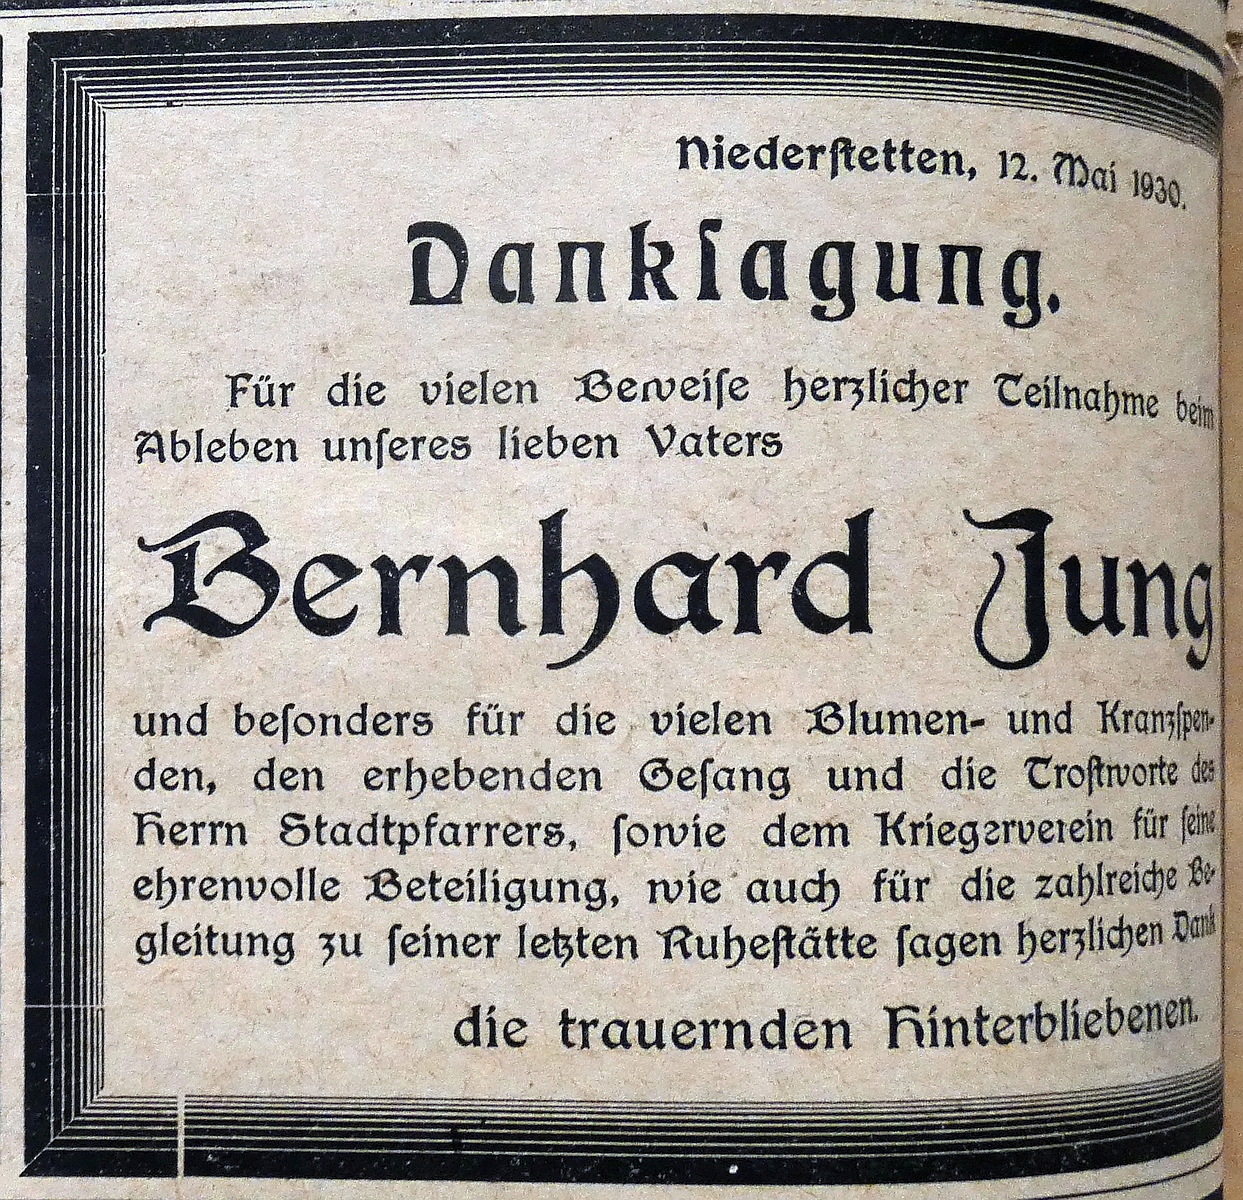 Niederstetten, 12. Mai 1930.
Dankſagung.
Für die vielen Beweiſe herzlicher Teilnahme beim
Ableben unſeres lieben Vaters
Bernhard Jung
und beſonders für die vielen Blumen- und Kranzſpen-
den, den erhebenden Geſang und die Troſtworte des
Herrn Stadtpfarrers, ſowie dem Kriegerverein für ſeine
ehrenvolle Beteiligung, wie auch für die zahlreiche Be-
gleitung zu ſeiner letzten Ruheſtätte ſagen herzlichen Dank
die trauernden Hinterbliebenen.